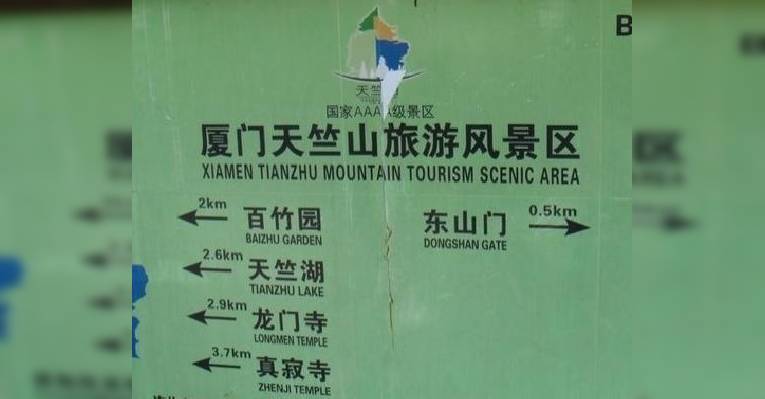 B
天竺山
国家AAAA级景区
厦门天竺山旅游风景区
XIAMEN TIANZHU MOUNTAIN TOURISM SCENIC AREA
2km
百竹园
BAIZHU GARDEN
东山门
DONGSHAN GATE
0.5km
2.6km
天竺湖
TIANZHU LAKE
2.9km
龙门寺
LONGMEN TEMPLE
3.7km
真寂寺
ZHENJI TEMPLE